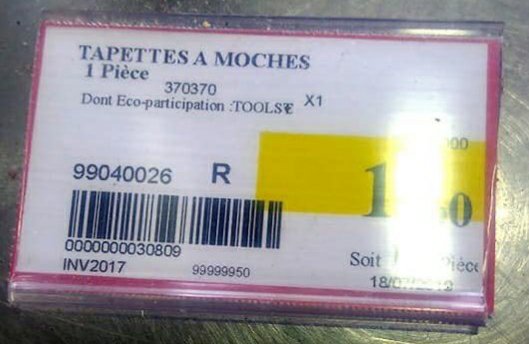 TAPETTES A MOCHES
1 Pièce
370370
Dont Eco-participation :TOOLS€ X1
99040026 R
0000000030809
INV2017 99999950
Soit